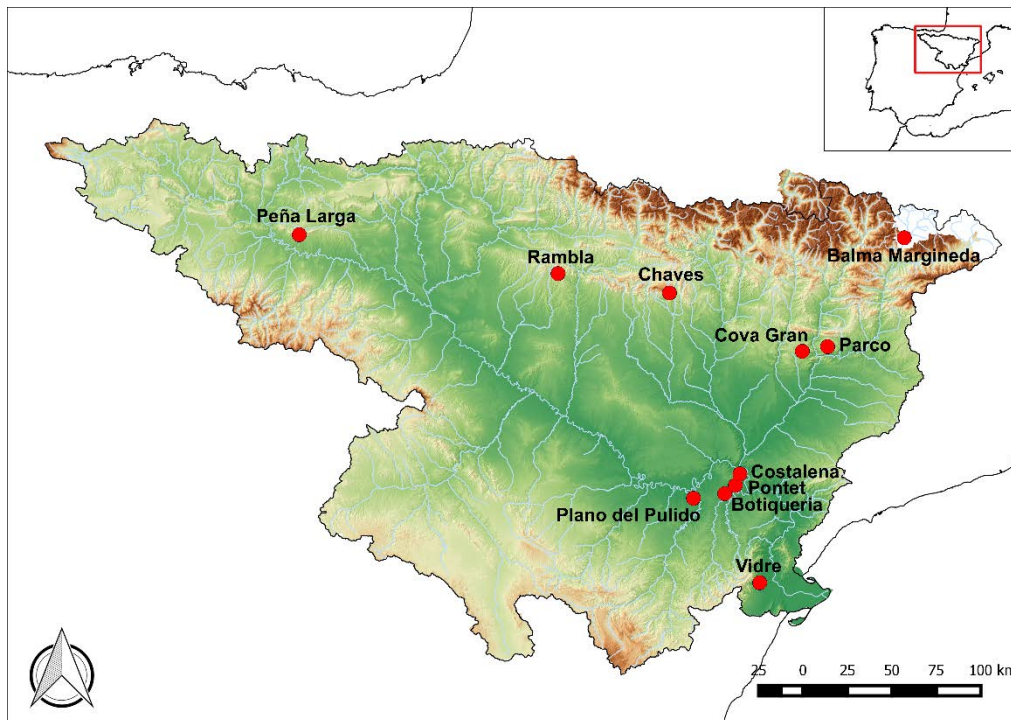 Peña Larga
Balma Margineda
Rambla
Chaves
Cova Gran
Parco
Costalena
Pontet
Botiqueria
Plano del Pulido
Vidre
25 0 25 50 75 100 km